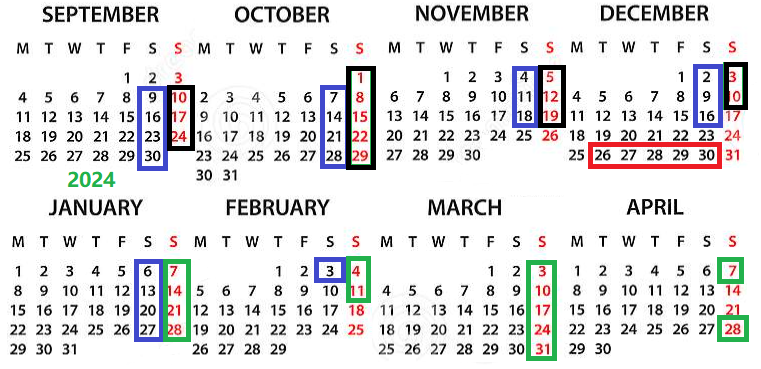 SEPTEMBER OCTOBER NOVEMBER DECEMBER
M T W T F S S M T W T F S S M T W T F S S M T W T F S S
1 2 3 1 1 2 3 4 5 1 2 3
4 5 6 7 8 9 10 2 3 4 5 6 7 8 6 7 8 9 10 11 12 4 5 6 7 8 9 10
11 12 13 14 15 16 17 9 10 11 12 13 14 15 13 14 15 16 17 18 19 11 12 13 14 15 16 17
18 19 20 21 22 23 24 16 17 18 19 20 21 22 20 21 22 23 24 25 26 18 19 20 21 22 23 24
25 26 27 28 29 30 23 24 25 26 27 28 29 27 28 29 30 25 26 27 28 29 30 31
30 31
2024
JANUARY FEBRUARY MARCH APRIL
M T W T F S S M T W T F S S M T W T F S S M T W T F S S
1 2 3 4 5 6 7 1 2 3 4 1 2 3 1 2 3 4 5 6 7
8 9 10 11 12 13 14 5 6 7 8 9 10 11 4 5 6 7 8 9 10 8 9 10 11 12 13 14
15 16 17 18 19 20 21 12 13 14 15 16 17 18 11 12 13 14 15 16 17 15 16 17 18 19 20 21
22 23 24 25 26 27 28 19 20 21 22 23 24 25 18 19 20 21 22 23 24 22 23 24 25 26 27 28
29 30 31 26 27 28 29 25 26 27 28 29 30 31 29 30